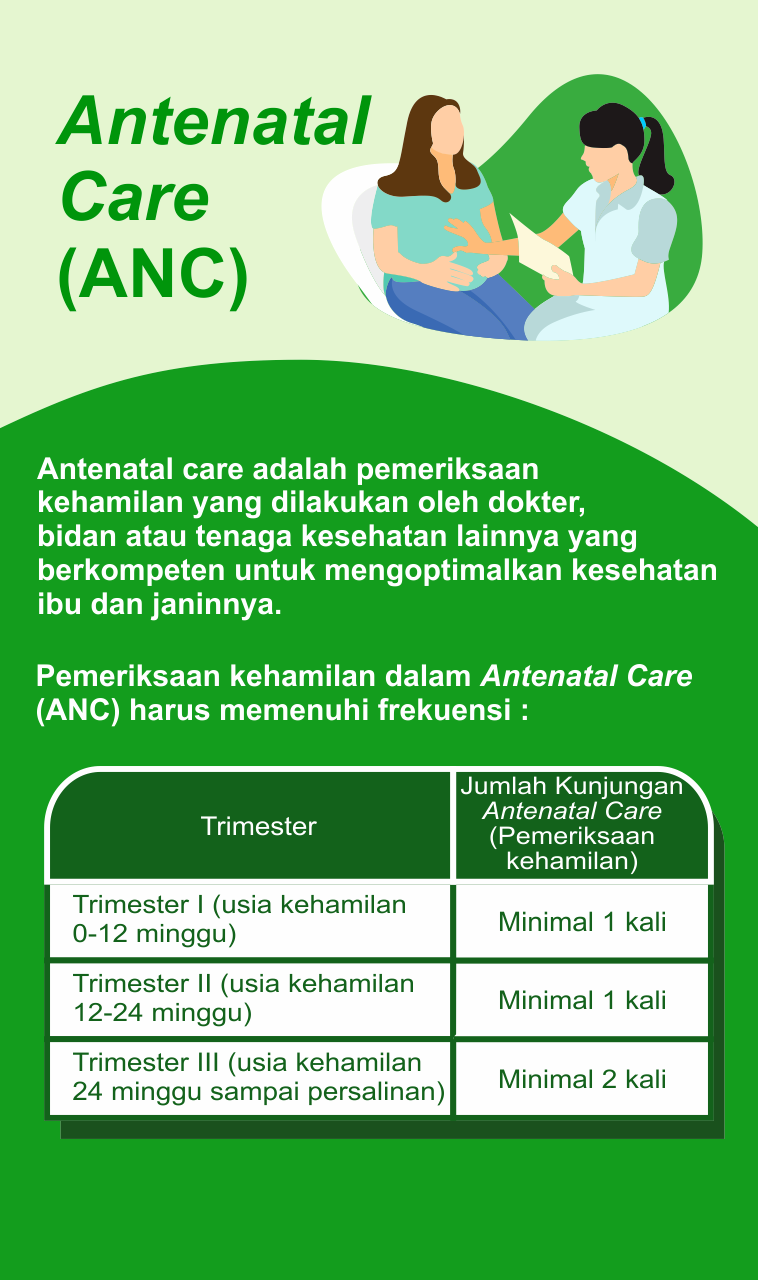 Antenatal
Care
(ANC)
Antenatal care adalah pemeriksaan
kehamilan yang dilakukan oleh dokter,
bidan atau tenaga kesehatan lainnya yang
berkompeten untuk mengoptimalkan kesehatan
ibu dan janinnya.
Pemeriksaan kehamilan dalam Antenatal Care
(ANC) harus memenuhi frekuensi :
Trimester
Jumlah Kunjungan
Antenatal Care
(Pemeriksaan
kehamilan)
Trimester I (usia kehamilan
0-12 minggu)
Minimal 1 kali
Trimester II (usia kehamilan
12-24 minggu)
Minimal 1 kali
Trimester III (usia kehamilan
24 minggu sampai persalinan)
Minimal 2 kali